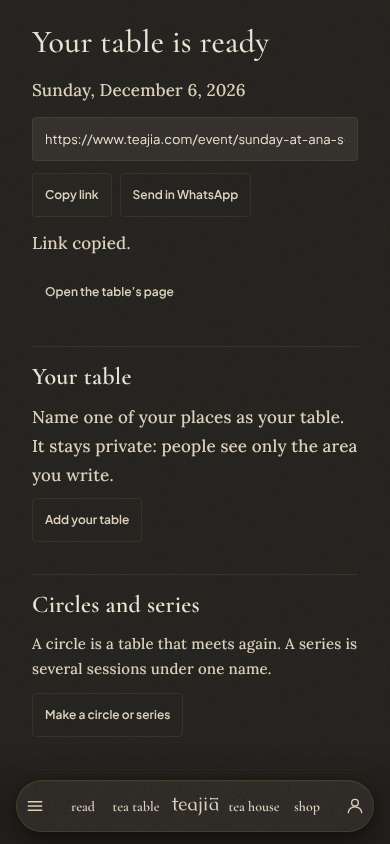 Your table is ready
Sunday, December 6, 2026
https://www.teajia.com/event/sunday-at-ana-s
Copy link
Send in WhatsApp
Link copied.
Open the table's page
Your table
Name one of your places as your table.
It stays private: people see only the area
you write.
Add your table
Circles and series
A circle is a table that meets again. A series is
several sessions under one name.
Make a circle or series
read tea table teajiā tea house shop